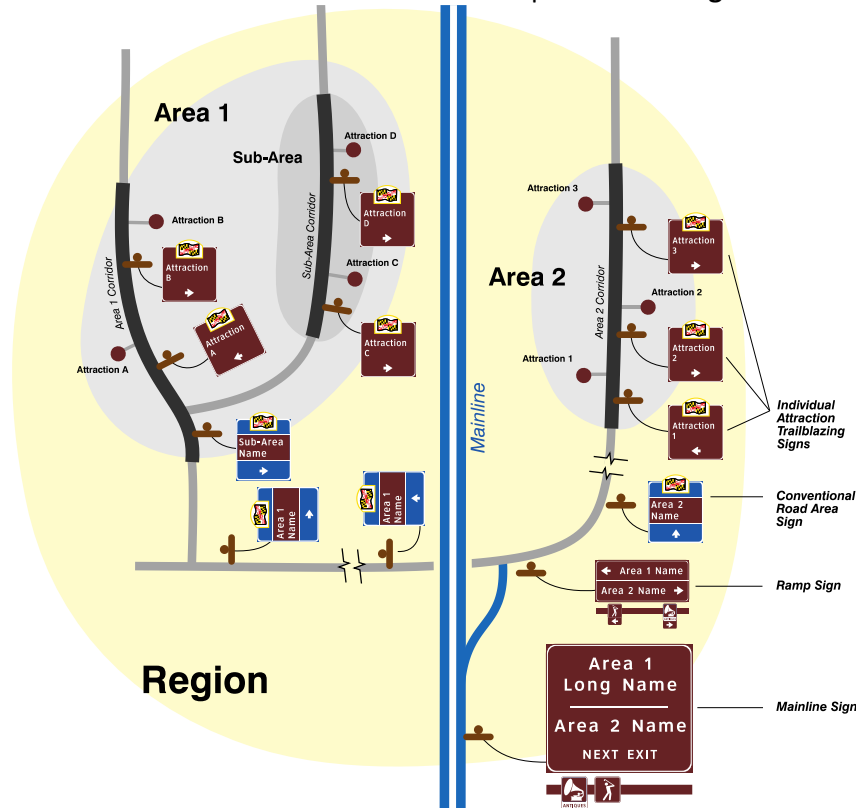 Area 1
Sub-Area
Attraction D
Attraction
D
Attraction B
Attraction
B
Area 1 Corridor
Sub-Area Corridor
Attraction C
Attraction
C
Attraction A
Attraction
A
Sub-Area
Name
Area 1
Name
Area 1
Name
Region
Mainline
Attraction 3
Attraction
3
Area 2
Area 2 Corridor
Attraction 2
Attraction
2
Attraction 1
Attraction
1
Individual
Attraction
Trailblazing
Signs
Area 2
Name
Conventional
Road Area
Sign
Area 1 Name
Area 2 Name
ANTIQUES
Ramp Sign
Area 1
Long Name
Area 2 Name
NEXT EXIT
ANTIQUES
Mainline Sign